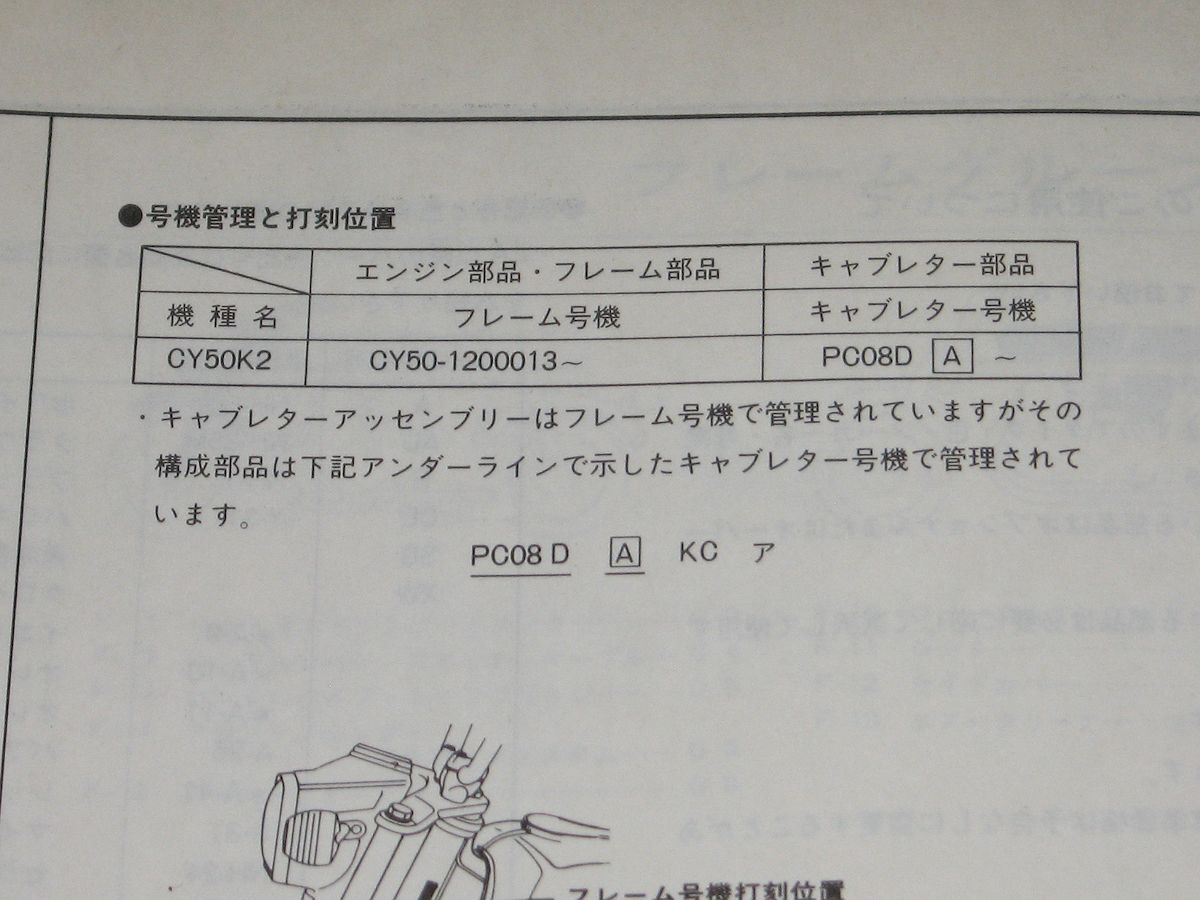 ●号機管理と打刻位置
エンジン部品・フレーム部品 キャブレター部品
機種名 フレーム号機 キャブレター号機
CY50K2 CY50-1200013～ PC08D A ～
・キャブレターアッセンブリーはフレーム号機で管理されていますがその
構成部品は下記アンダーラインで示したキャブレター号機で管理されて
います。
PC08D A KC ア
フレーム号機打刻位置